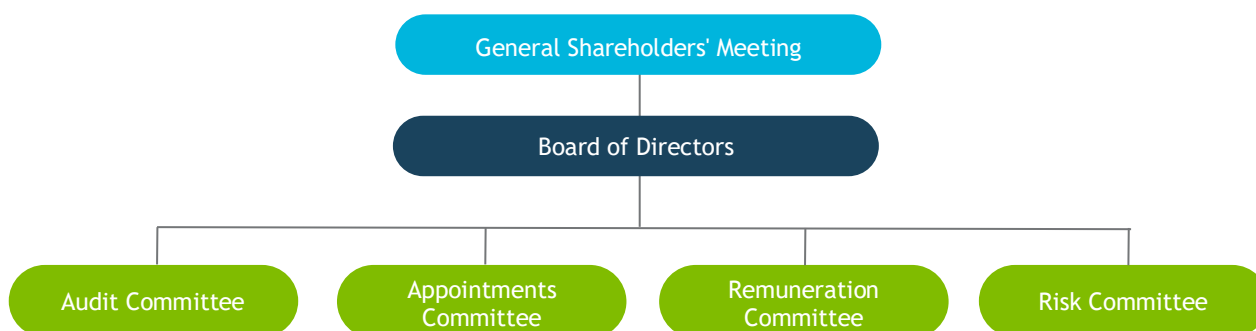 General Shareholders' Meeting
Board of Directors
Audit Committee
Appointments
Committee
Remuneration
Committee
Risk Committee